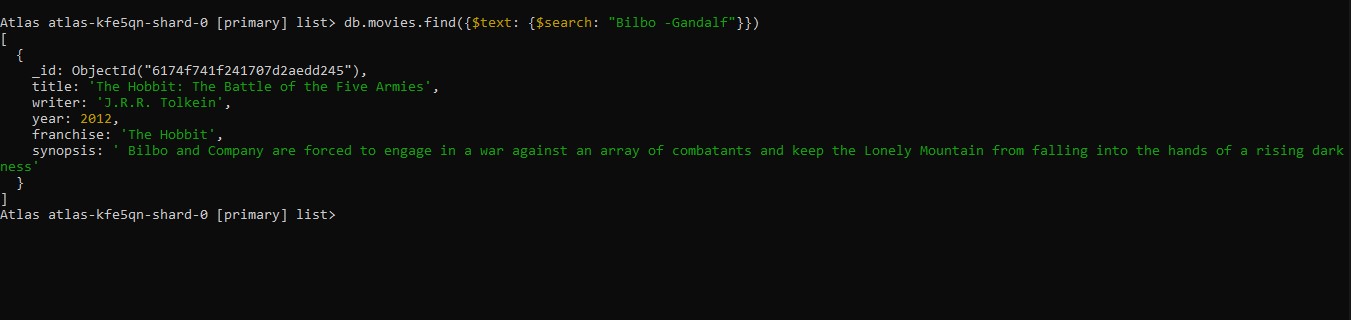 Atlas atlas-kfe5qn-shard-0 [primary] list> db.movies.find({$text: {$search: "Bilbo -Gandalf"}})
[
  {
    _id: ObjectId("6174f741f241707d2aedd245"),
    title: 'The Hobbit: The Battle of the Five Armies',
    writer: 'J.R.R. Tolkein',
    year: 2012,
    franchise: 'The Hobbit',
    synopsis: ' Bilbo and Company are forced to engage in a war against an array of combatants and keep the Lonely Mountain from falling into the hands of a rising dark
ness'
  }
]
Atlas atlas-kfe5qn-shard-0 [primary] list>